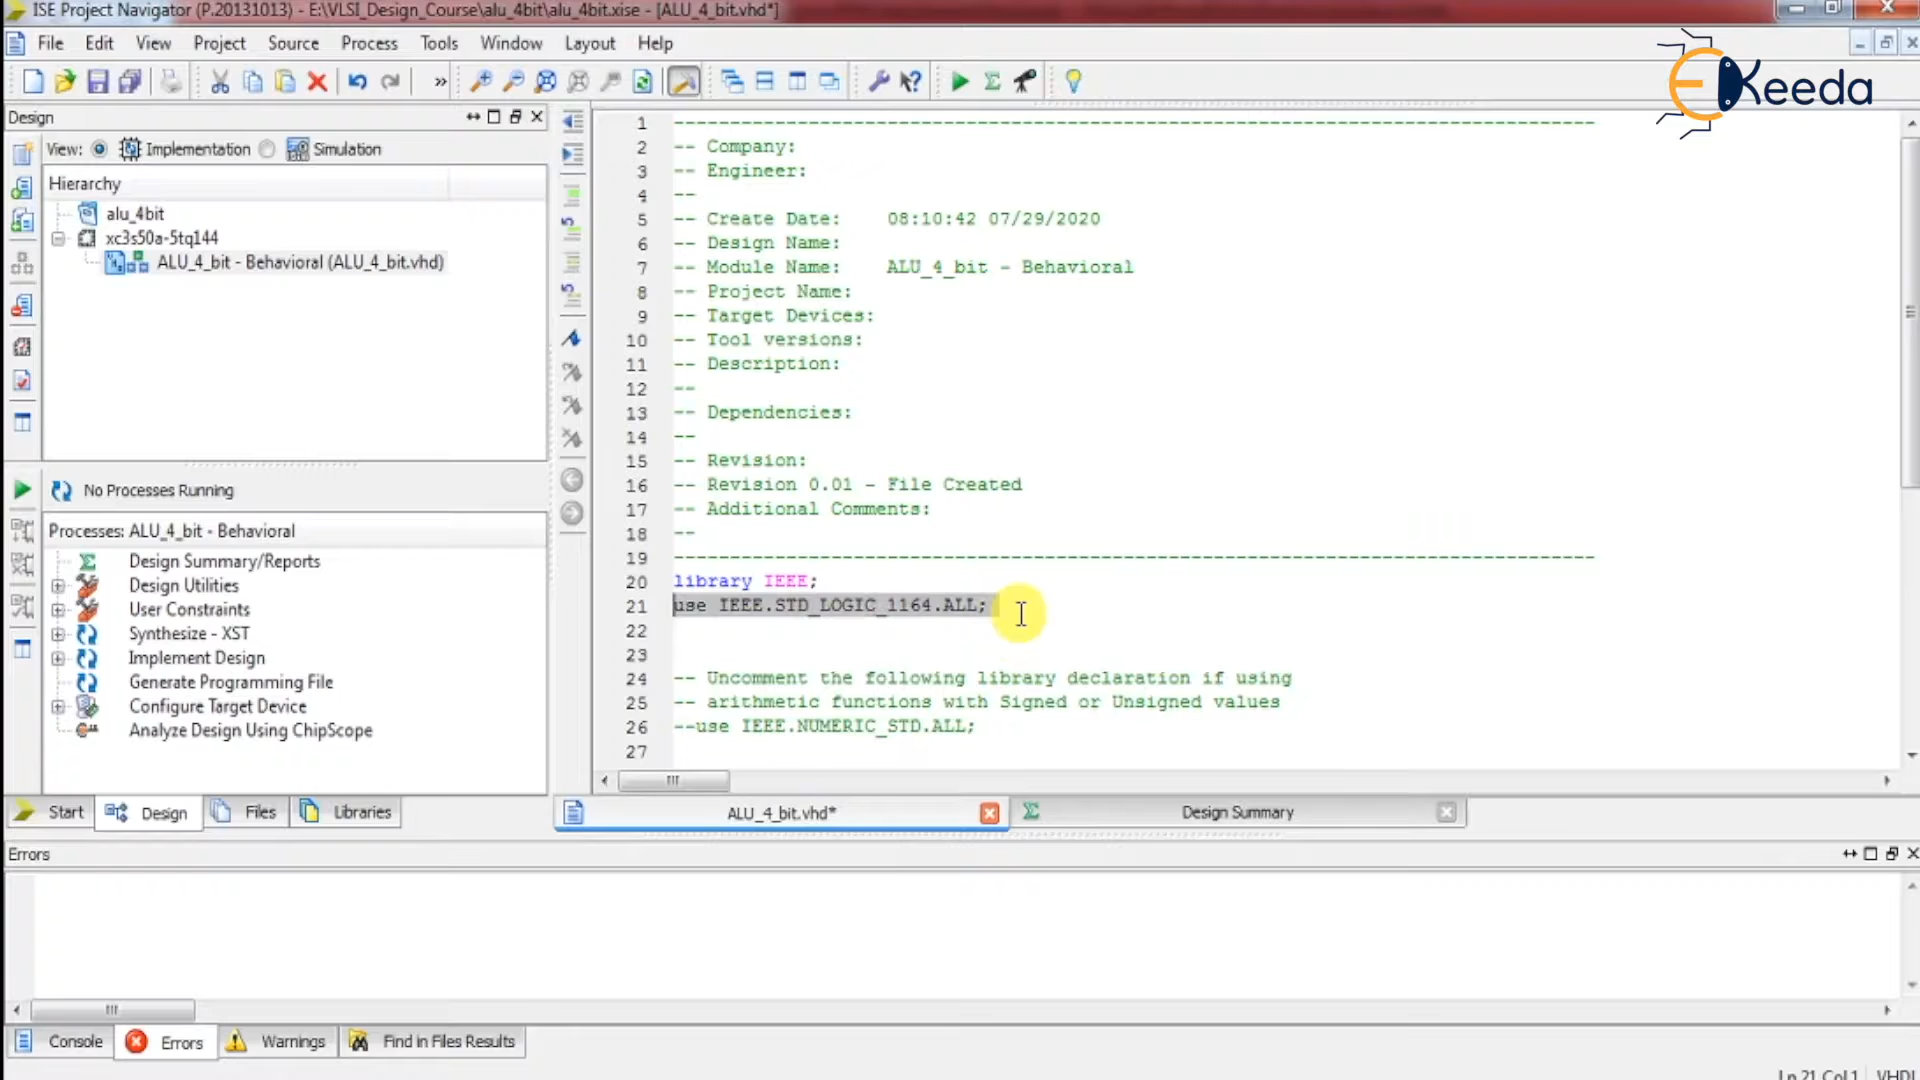 ISE Project Navigator (P.20131013) - E:\VLSI_Design_Course\alu_4bit\alu_4bit.xise - [ALU_4_bit.vhd*]
File Edit View Project Source Process Tools Window Layout Help
EKeeda
Design
View: Implementation Simulation
Hierarchy
alu_4bit
xc3s50a-5tq144
ALU_4_bit - Behavioral (ALU_4_bit.vhd)
No Processes Running
Processes: ALU_4_bit - Behavioral
Design Summary/Reports
Design Utilities
User Constraints
Synthesize - XST
Implement Design
Generate Programming File
Configure Target Device
Analyze Design Using ChipScope
Start Design Files Libraries
1 ----------------------------------------------------------------------------------
2 -- Company:
3 -- Engineer:
4 --
5 -- Create Date:    08:10:42 07/29/2020
6 -- Design Name:
7 -- Module Name:    ALU_4_bit - Behavioral
8 -- Project Name:
9 -- Target Devices:
10 -- Tool versions:
11 -- Description:
12 --
13 -- Dependencies:
14 --
15 -- Revision:
16 -- Revision 0.01 - File Created
17 -- Additional Comments:
18 --
19 ----------------------------------------------------------------------------------
20 library IEEE;
21 use IEEE.STD_LOGIC_1164.ALL;
22
23
24 -- Uncomment the following library declaration if using
25 -- arithmetic functions with Signed or Unsigned values
26 --use IEEE.NUMERIC_STD.ALL;
27
ALU_4_bit.vhd* Design Summary
Errors
Console Errors Warnings Find in Files Results
Ln 21 Col 1 VHDL